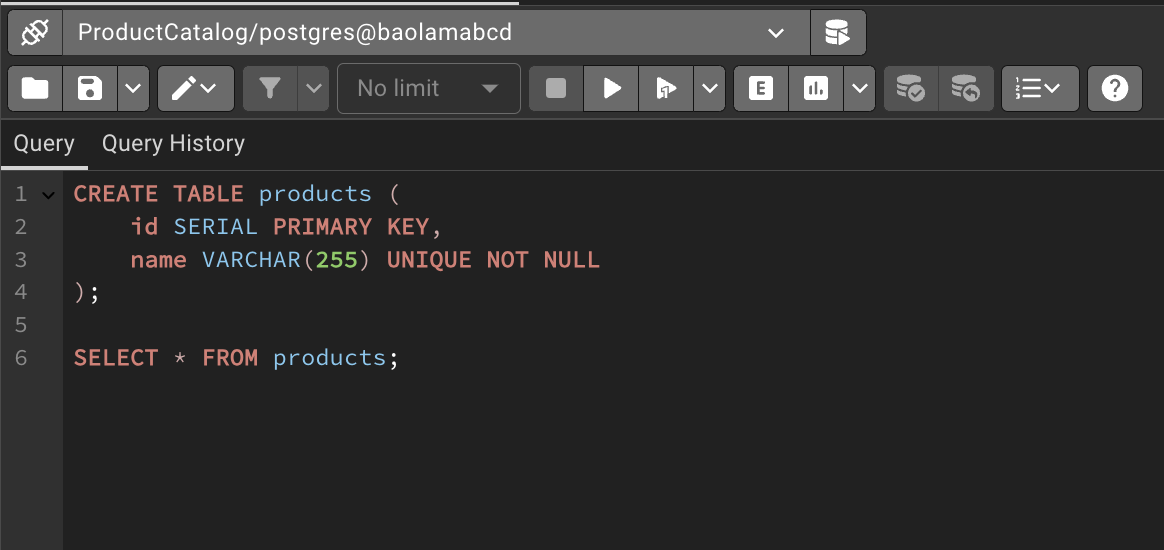 ProductCatalog/postgres@baolamabcd
No limit
E
Query Query History
1 CREATE TABLE products (
2     id SERIAL PRIMARY KEY,
3     name VARCHAR(255) UNIQUE NOT NULL
4 );
5
6 SELECT * FROM products;